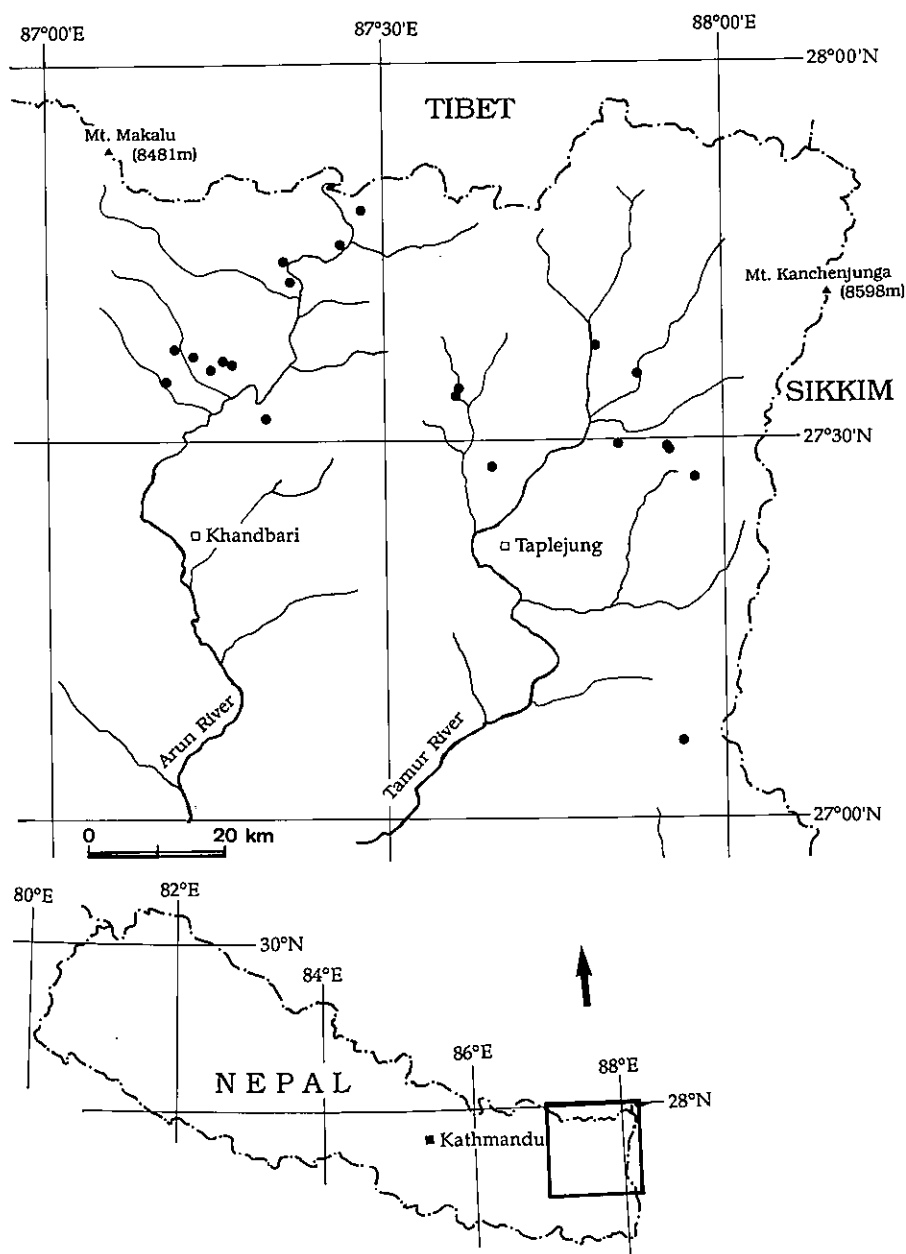 87°00'E
87°30'E
88°00'E
28°00'N
TIBET
Mt. Makalu
(8481m)
Mt. Kanchenjunga
(8598m)
SIKKIM
27°30'N
Khandbari
Taplejung
Arun River
Tamur River
27°00'N
0 20 km
80°E
82°E
30°N
84°E
86°E
88°E
NEPAL
28°N
Kathmandu